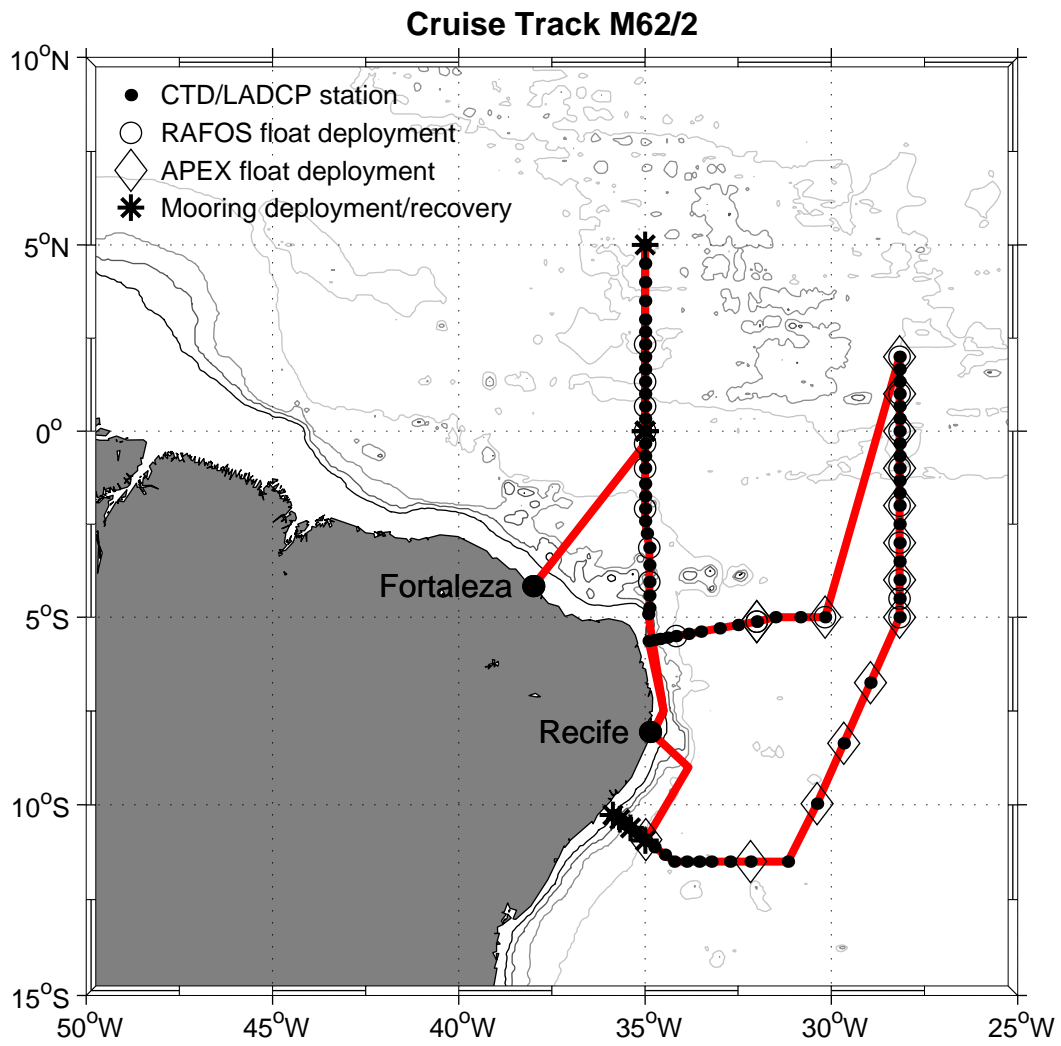 Cruise Track M62/2
10°N
CTD/LADCP station
RAFOS float deployment
APEX float deployment
Mooring deployment/recovery
5°N
0°
Fortaleza
5°S
Recife
10°S
15°S
50°W 45°W 40°W 35°W 30°W 25°W